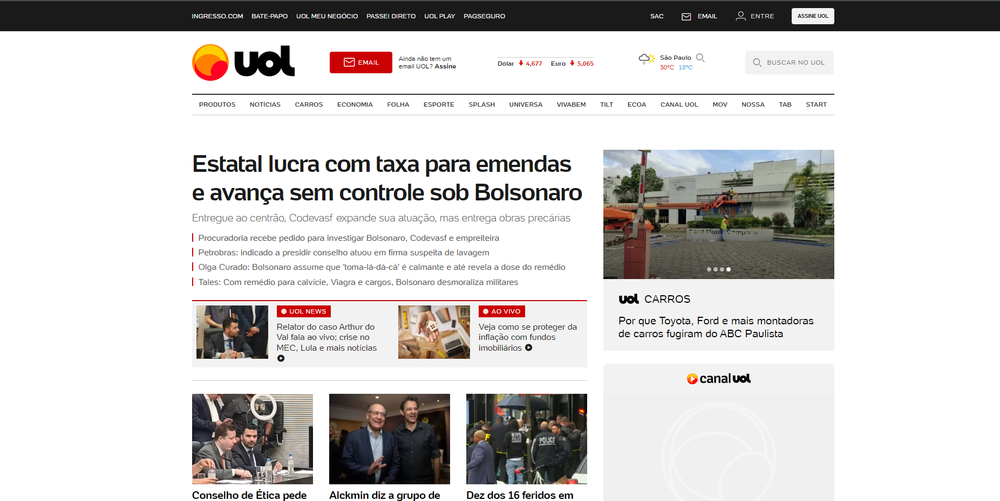 INGRESSO.COM BATE-PAPO UOL MEU NEGÓCIO PASSEI DIRETO UOL PLAY PAGSEGURO SAC EMAIL ENTRE ASSINE UOL
uol
EMAIL
Ainda não tem um
email UOL? Assine
Dólar 4,677 Euro 5,065
São Paulo
30ºC 18ºC
BUSCAR NO UOL
PRODUTOS NOTÍCIAS CARROS ECONOMIA FOLHA ESPORTE SPLASH UNIVERSA VIVABEM TILT ECOA CANAL UOL MOV NOSSA TAB START
Estatal lucra com taxa para emendas
e avança sem controle sob Bolsonaro
Entregue ao centrão, Codevasf expande sua atuação, mas entrega obras precárias
Procuradoria recebe pedido para investigar Bolsonaro, Codevasf e empreiteira
Petrobras: indicado a presidir conselho atuou em firma suspeita de lavagem
Olga Curado: Bolsonaro assume que 'toma-lá-dá-cá' é calmante e até revela a dose do remédio
Tales: Com remédio para calvície, Viagra e cargos, Bolsonaro desmoraliza militares
UOL NEWS
Relator do caso Arthur do
Val fala ao vivo; crise no
MEC, Lula e mais notícias
AO VIVO
Veja como se proteger da
inflação com fundos
imobiliários
Motor Company
uol CARROS
Por que Toyota, Ford e mais montadoras
de carros fugiram do ABC Paulista
canal uol
NYPD
POLICE
POLICE
Conselho de Ética pede
Alckmin diz a grupo de
Dez dos 16 feridos em